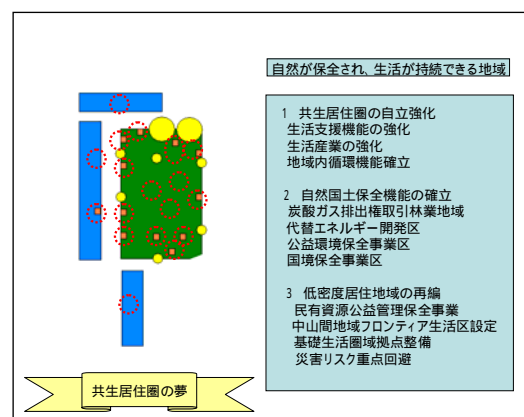 自然が保全され、生活が持続できる地域
1 共生居住圏の自立強化
生活支援機能の強化
生活産業の強化
地域内循環機能確立
2 自然国土保全機能の確立
炭酸ガス排出権取引林業地域
代替エネルギー開発区
公益環境保全事業区
国境保全事業区
3 低密度居住地域の再編
民有資源公益管理保全事業
中山間地域フロンティア生活区設定
基礎生活圏域拠点整備
災害リスク重点回避
共生居住圏の夢